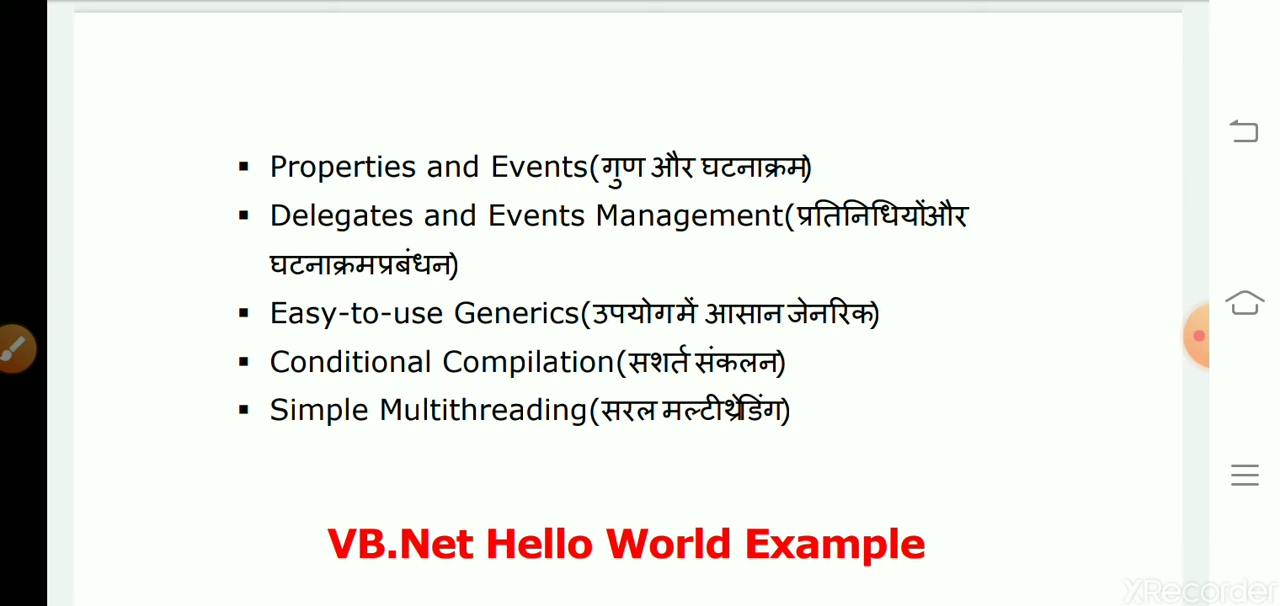 ▪ Properties and Events(गुण और घटनाक्रम)
▪ Delegates and Events Management(प्रतिनिधियोंऔर
घटनाक्रमप्रबंधन)
▪ Easy-to-use Generics(उपयोग में आसान जेनरिक)
▪ Conditional Compilation(सशर्त संकलन)
▪ Simple Multithreading(सरल मल्टीथ्रेडिंग)
VB.Net Hello World Example
XRecorder